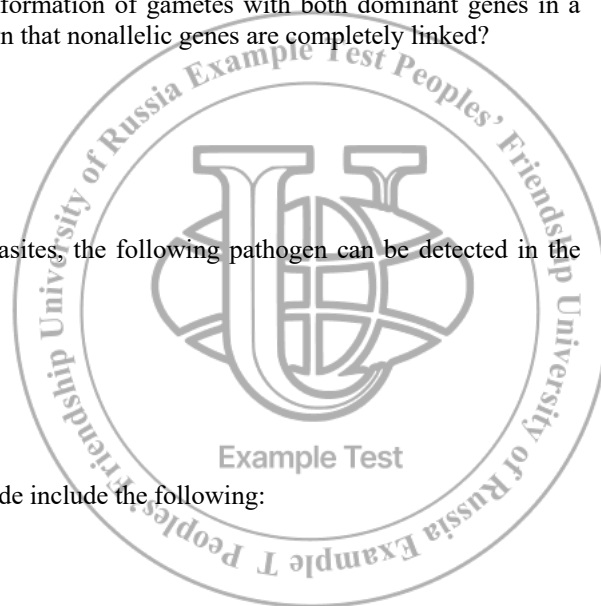 formation of gametes with both dominant genes in a
n that nonallelic genes are completely linked?
Example Test Peoples' Friendship University of Russia Example T Peoples' Friendship University of Russia
asites, the following pathogen can be detected in the
Example Test
de include the following: